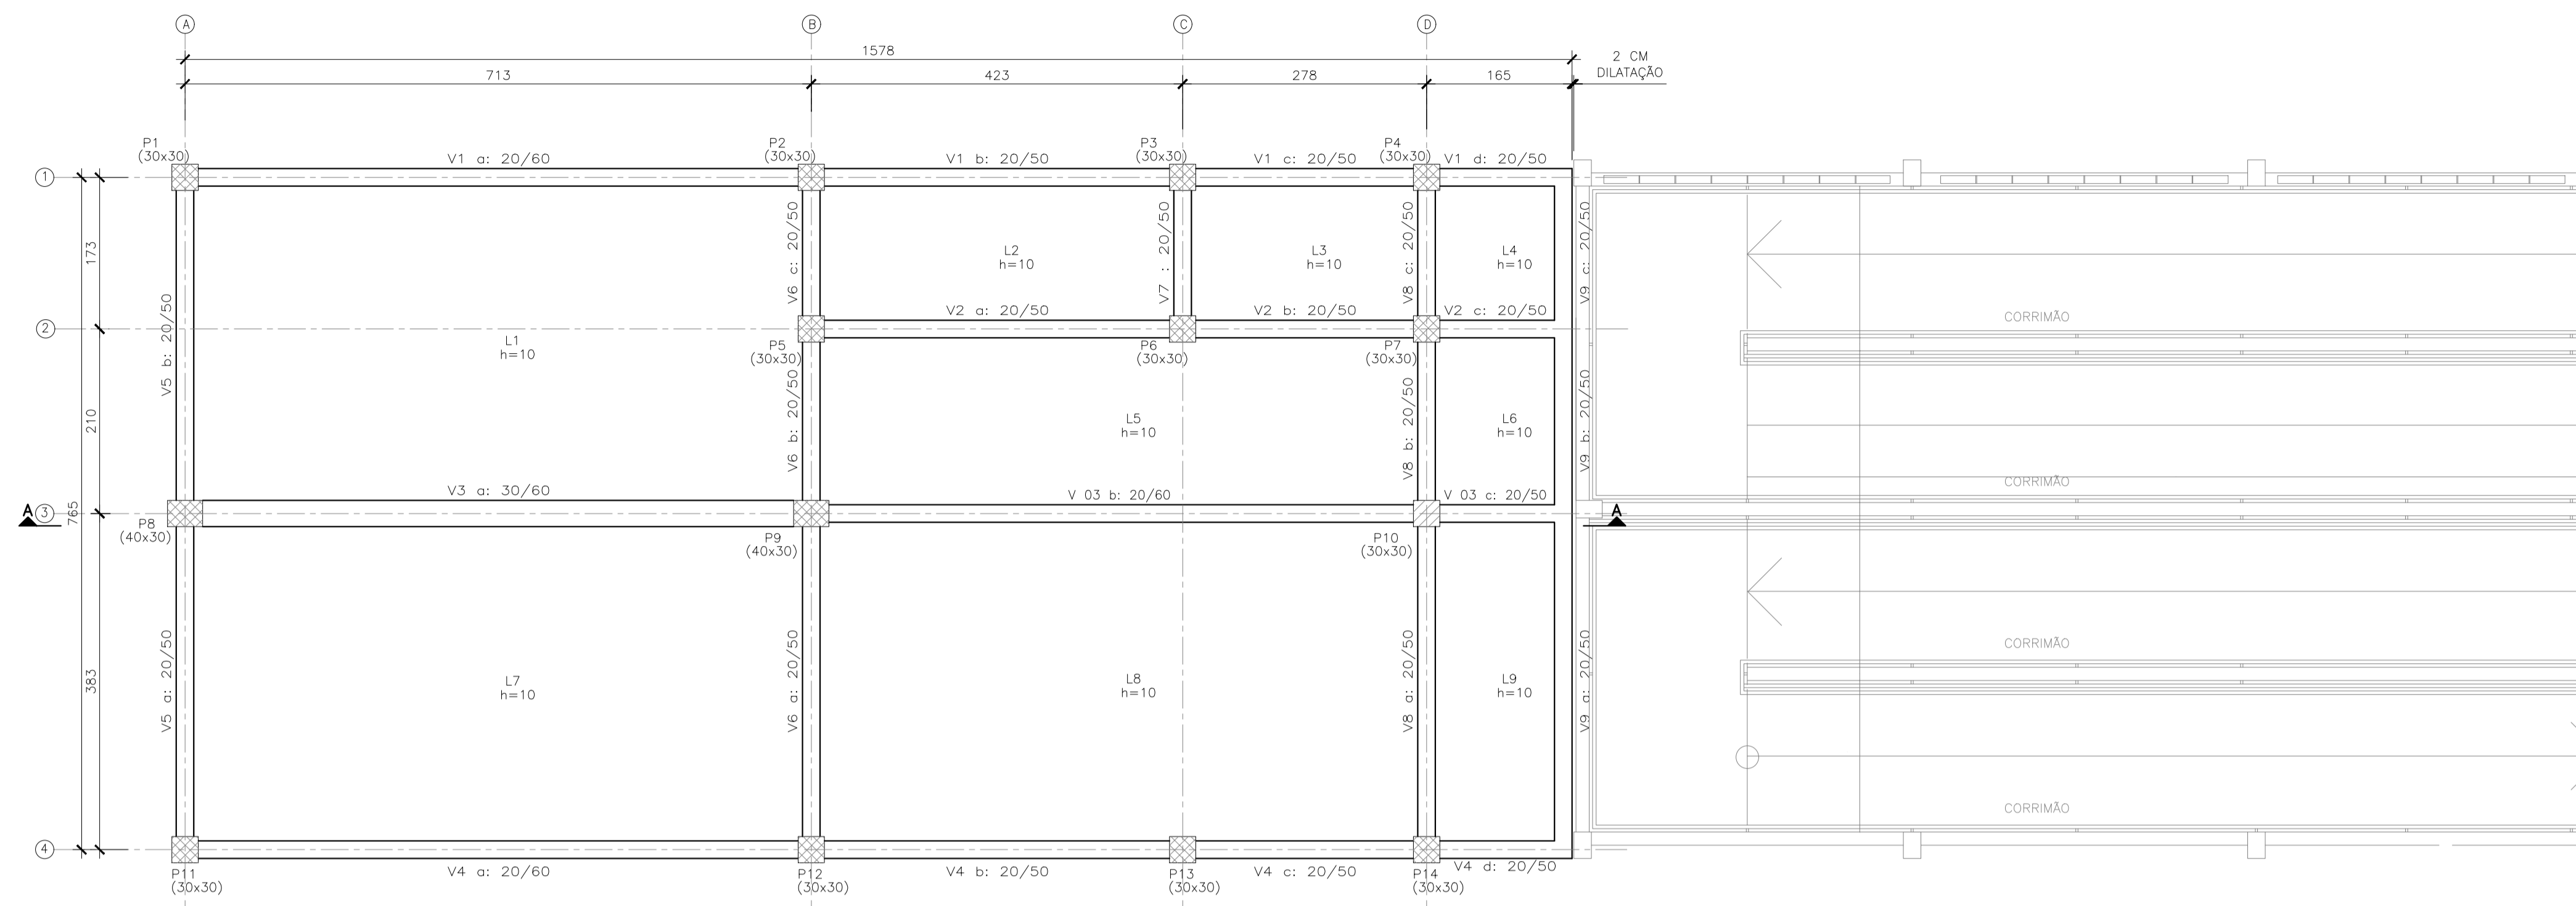 A
B
C
D
1578
2 CM
DILATAÇÃO
713
423
278
165
P1
(30x30)
V1 a: 20/60
P2
(30x30)
V1 b: 20/50
P3
(30x30)
V1 c: 20/50
P4
(30x30)
V1 d: 20/50
1
173
V6 c: 20/50
L2
h=10
V7 : 20/50
L3
h=10
V8 c: 20/50
L4
h=10
V9 c: 20/50
V2 a: 20/50
V2 b: 20/50
V2 c: 20/50
CORRIMÃO
2
V5 b: 20/50
L1
h=10
P5
(30x30)
P6
(30x30)
P7
(30x30)
210
V6 b: 20/50
L5
h=10
V8 b: 20/50
L6
h=10
V9 b: 20/50
CORRIMÃO
V3 a: 30/60
V 03 b: 20/60
V 03 c: 20/50
A
3
765
A
P8
(40x30)
P9
(40x30)
P10
(30x30)
CORRIMÃO
383
V5 a: 20/50
L7
h=10
V6 a: 20/50
L8
h=10
V8 a: 20/50
L9
h=10
V9 a: 20/50
CORRIMÃO
4
P11
(30x30)
V4 a: 20/60
P12
(30x30)
V4 b: 20/50
P13
(30x30)
V4 c: 20/50
P14
(30x30)
V4 d: 20/50